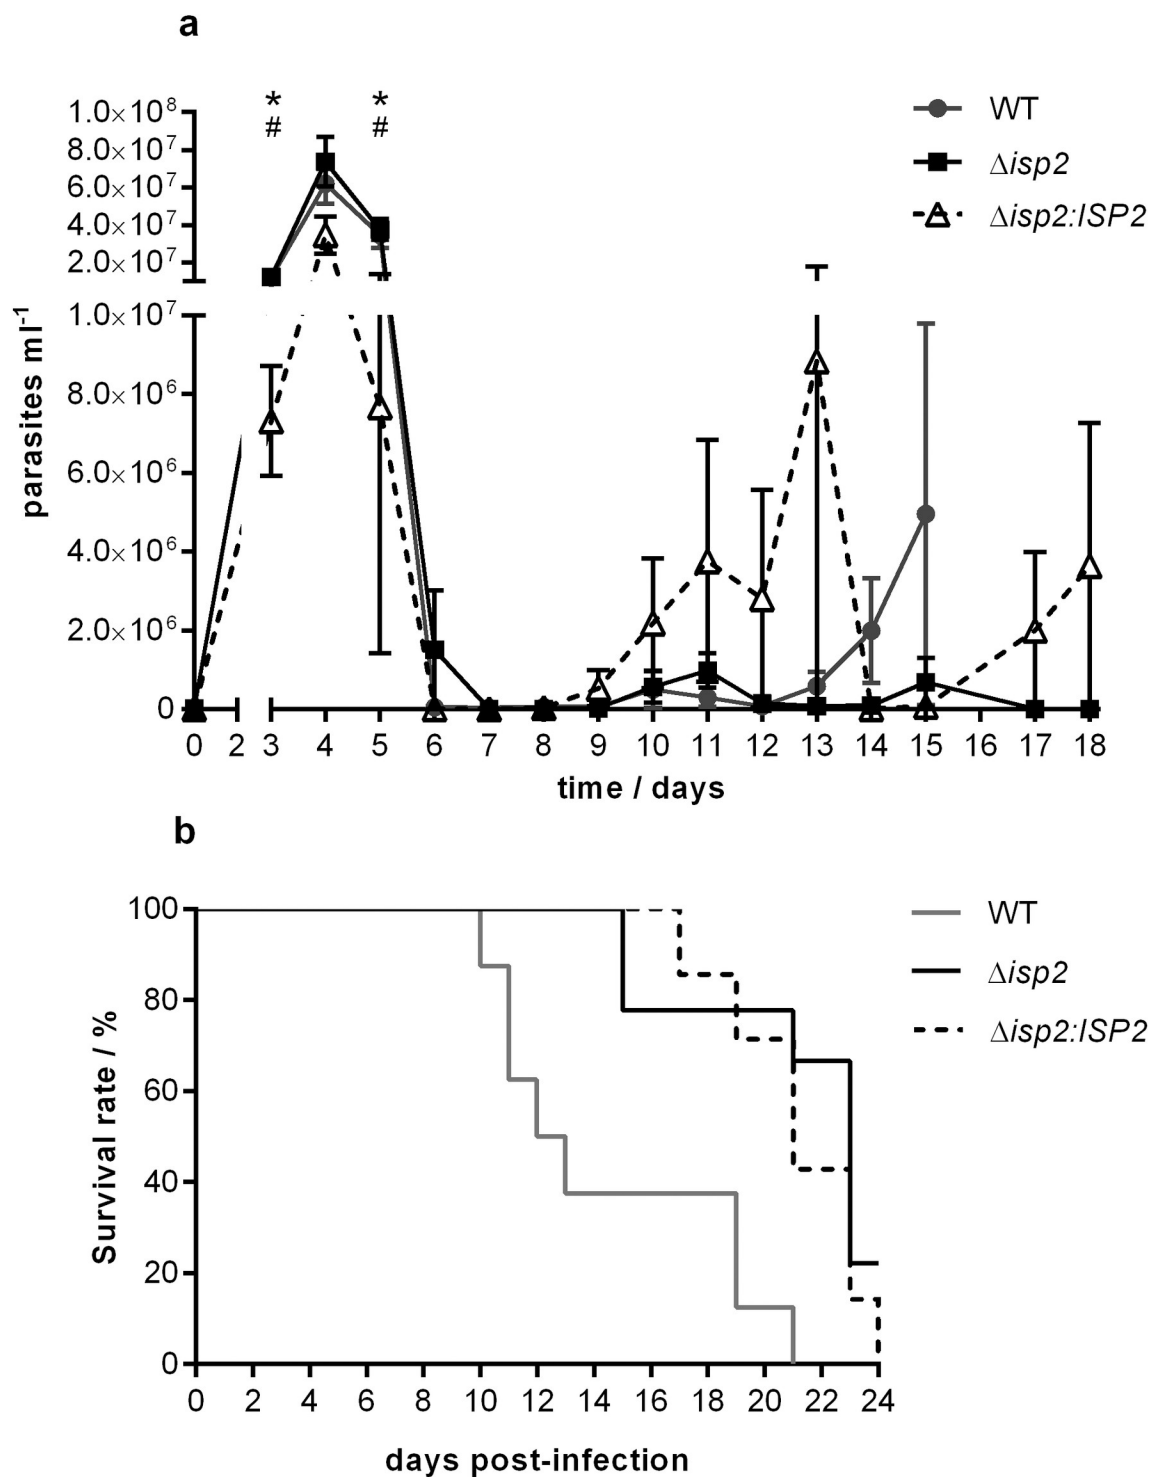 a
* *
# #
1.0×10⁸
8.0×10⁷
6.0×10⁷
4.0×10⁷
2.0×10⁷
1.0×10⁷
8.0×10⁶
6.0×10⁶
4.0×10⁶
2.0×10⁶
0
parasites ml⁻¹
WT
Δisp2
Δisp2:ISP2
0 2 3 4 5 6 7 8 9 10 11 12 13 14 15 16 17 18
time / days
b
100
80
60
40
20
0
Survival rate / %
WT
Δisp2
Δisp2:ISP2
0 2 4 6 8 10 12 14 16 18 20 22 24
days post-infection